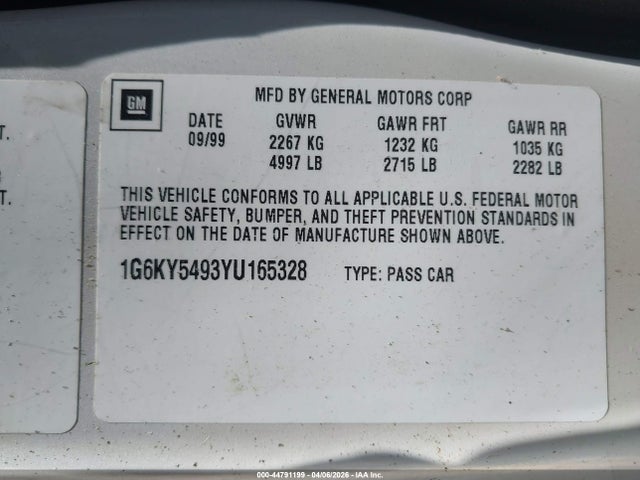 T.
T.
GM
MFD BY GENERAL MOTORS CORP
DATE GVWR GAWR FRT GAWR RR
09/99 2267 KG 1232 KG 1035 KG
4997 LB 2715 LB 2282 LB
THIS VEHICLE CONFORMS TO ALL APPLICABLE U.S. FEDERAL MOTOR
VEHICLE SAFETY, BUMPER, AND THEFT PREVENTION STANDARDS IN
EFFECT ON THE DATE OF MANUFACTURE SHOWN ABOVE.
1G6KY5493YU165328 TYPE: PASS CAR
000-44791199 - 04/06/2026 - IAA Inc.